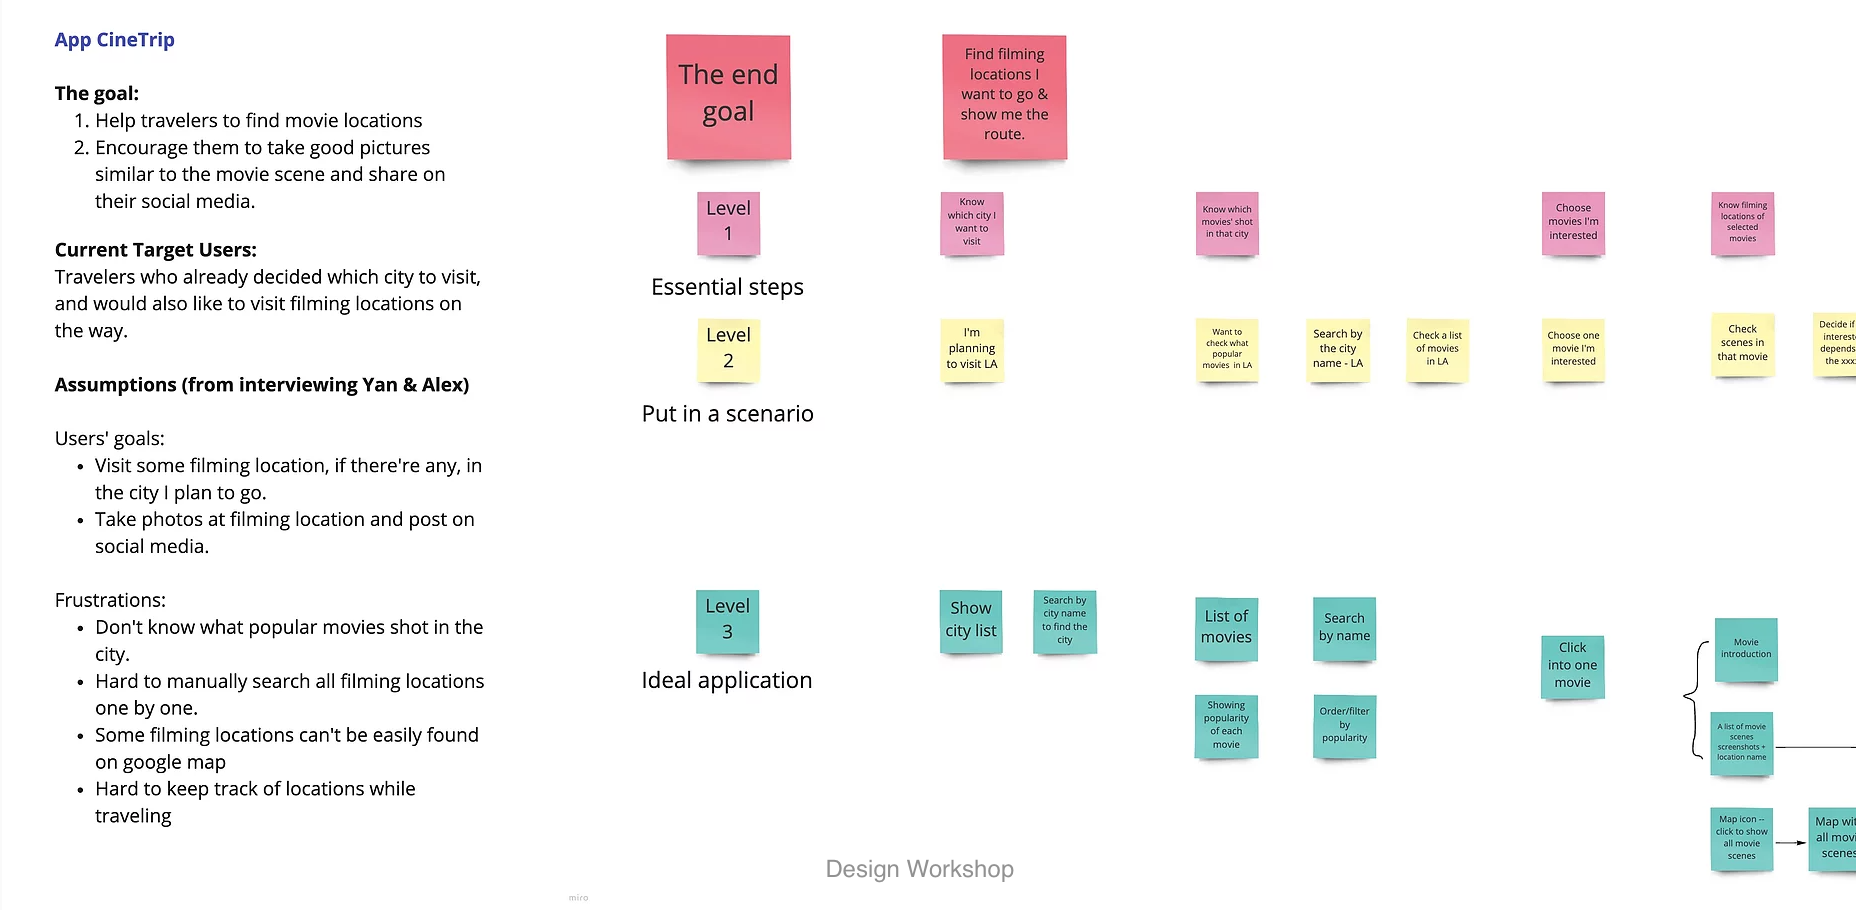 App CineTrip
The goal:
1. Help travelers to find movie locations
2. Encourage them to take good pictures
similar to the movie scene and share on
their social media.
Current Target Users:
Travelers who already decided which city to visit,
and would also like to visit filming locations on
the way.
Assumptions (from interviewing Yan & Alex)
Users' goals:
• Visit some filming location, if there're any, in
the city I plan to go.
• Take photos at filming location and post on
social media.
Frustrations:
• Don't know what popular movies shot in the
city.
• Hard to manually search all filming locations
one by one.
• Some filming locations can't be easily found
on google map
• Hard to keep track of locations while
traveling
The end
goal
Find filming
locations I
want to go &
show me the
route.
Level
1
Essential steps
Know
which city I
want to
visit
Know which
movies' shot
in that city
Choose
movies I'm
interested
Know filming
locations of
selected
movies
Level
2
Put in a scenario
I'm
planning
to visit LA
Want to
check what
popular
movies in LA
Search by
the city
name - LA
Check a list
of movies
in LA
Choose one
movie I'm
interested
Check
scenes in
that movie
Decide if
interest
depends
the xxx
Level
3
Ideal application
Show
city list
Search by
city name
to find the
city
List of
movies
Search
by name
Showing
popularity
of each
movie
Order/filter
by
popularity
Click
into one
movie
Movie
introduction
A list of movie
scenes
screenshots +
location name
Map icon --
click to show
all movie
scenes
Map wit
all movi
scenes
Design Workshop
miro